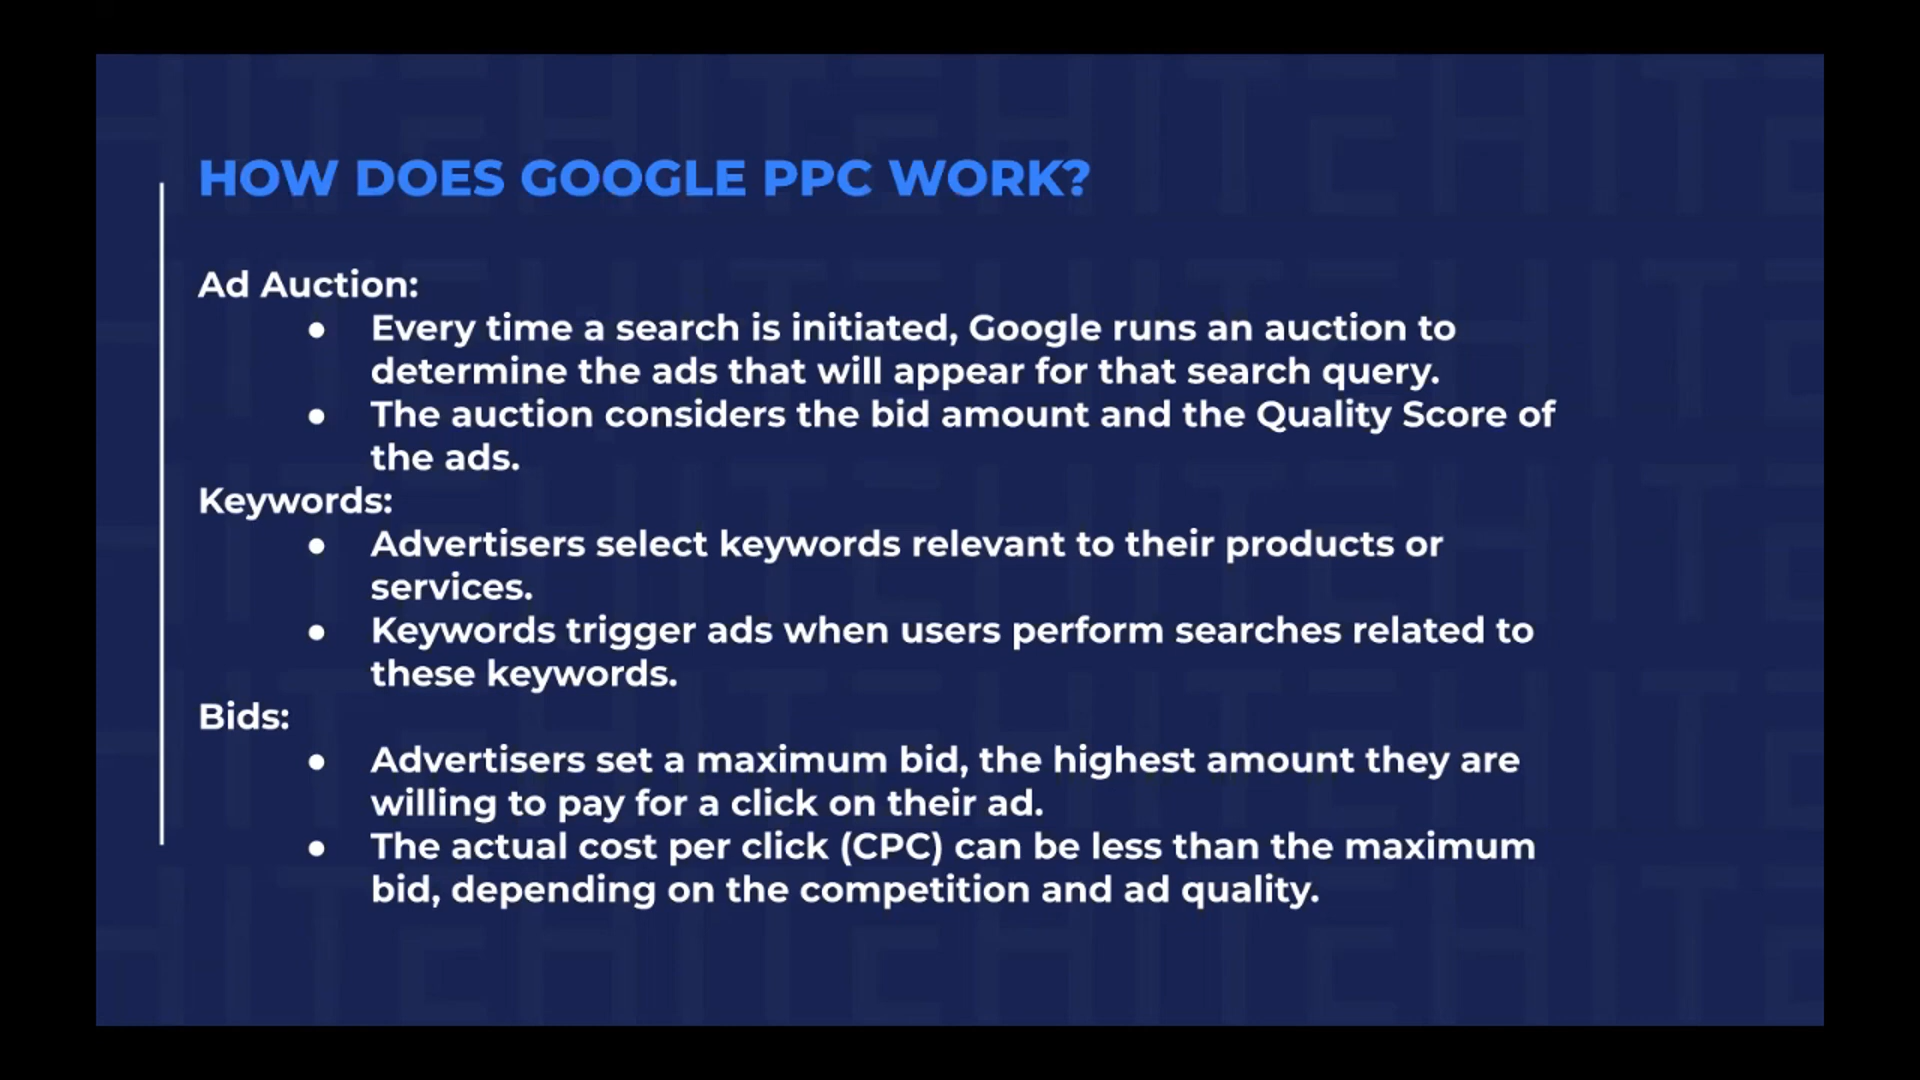 HOW DOES GOOGLE PPC WORK?
Ad Auction:
● Every time a search is initiated, Google runs an auction to
determine the ads that will appear for that search query.
● The auction considers the bid amount and the Quality Score of
the ads.
Keywords:
● Advertisers select keywords relevant to their products or
services.
● Keywords trigger ads when users perform searches related to
these keywords.
Bids:
● Advertisers set a maximum bid, the highest amount they are
willing to pay for a click on their ad.
● The actual cost per click (CPC) can be less than the maximum
bid, depending on the competition and ad quality.